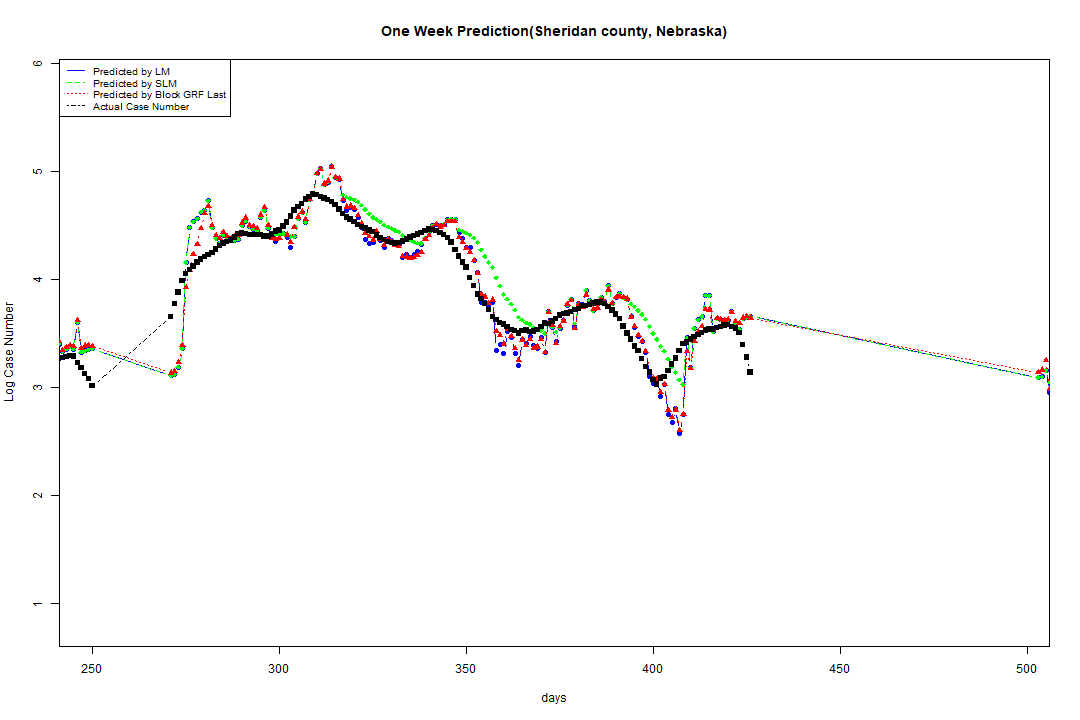 One Week Prediction(Sheridan county, Nebraska)
Predicted by LM
Predicted by SLM
Predicted by Block GRF Last
Actual Case Number
Log Case Number
6
5
4
3
2
1
250 300 350 400 450 500
days